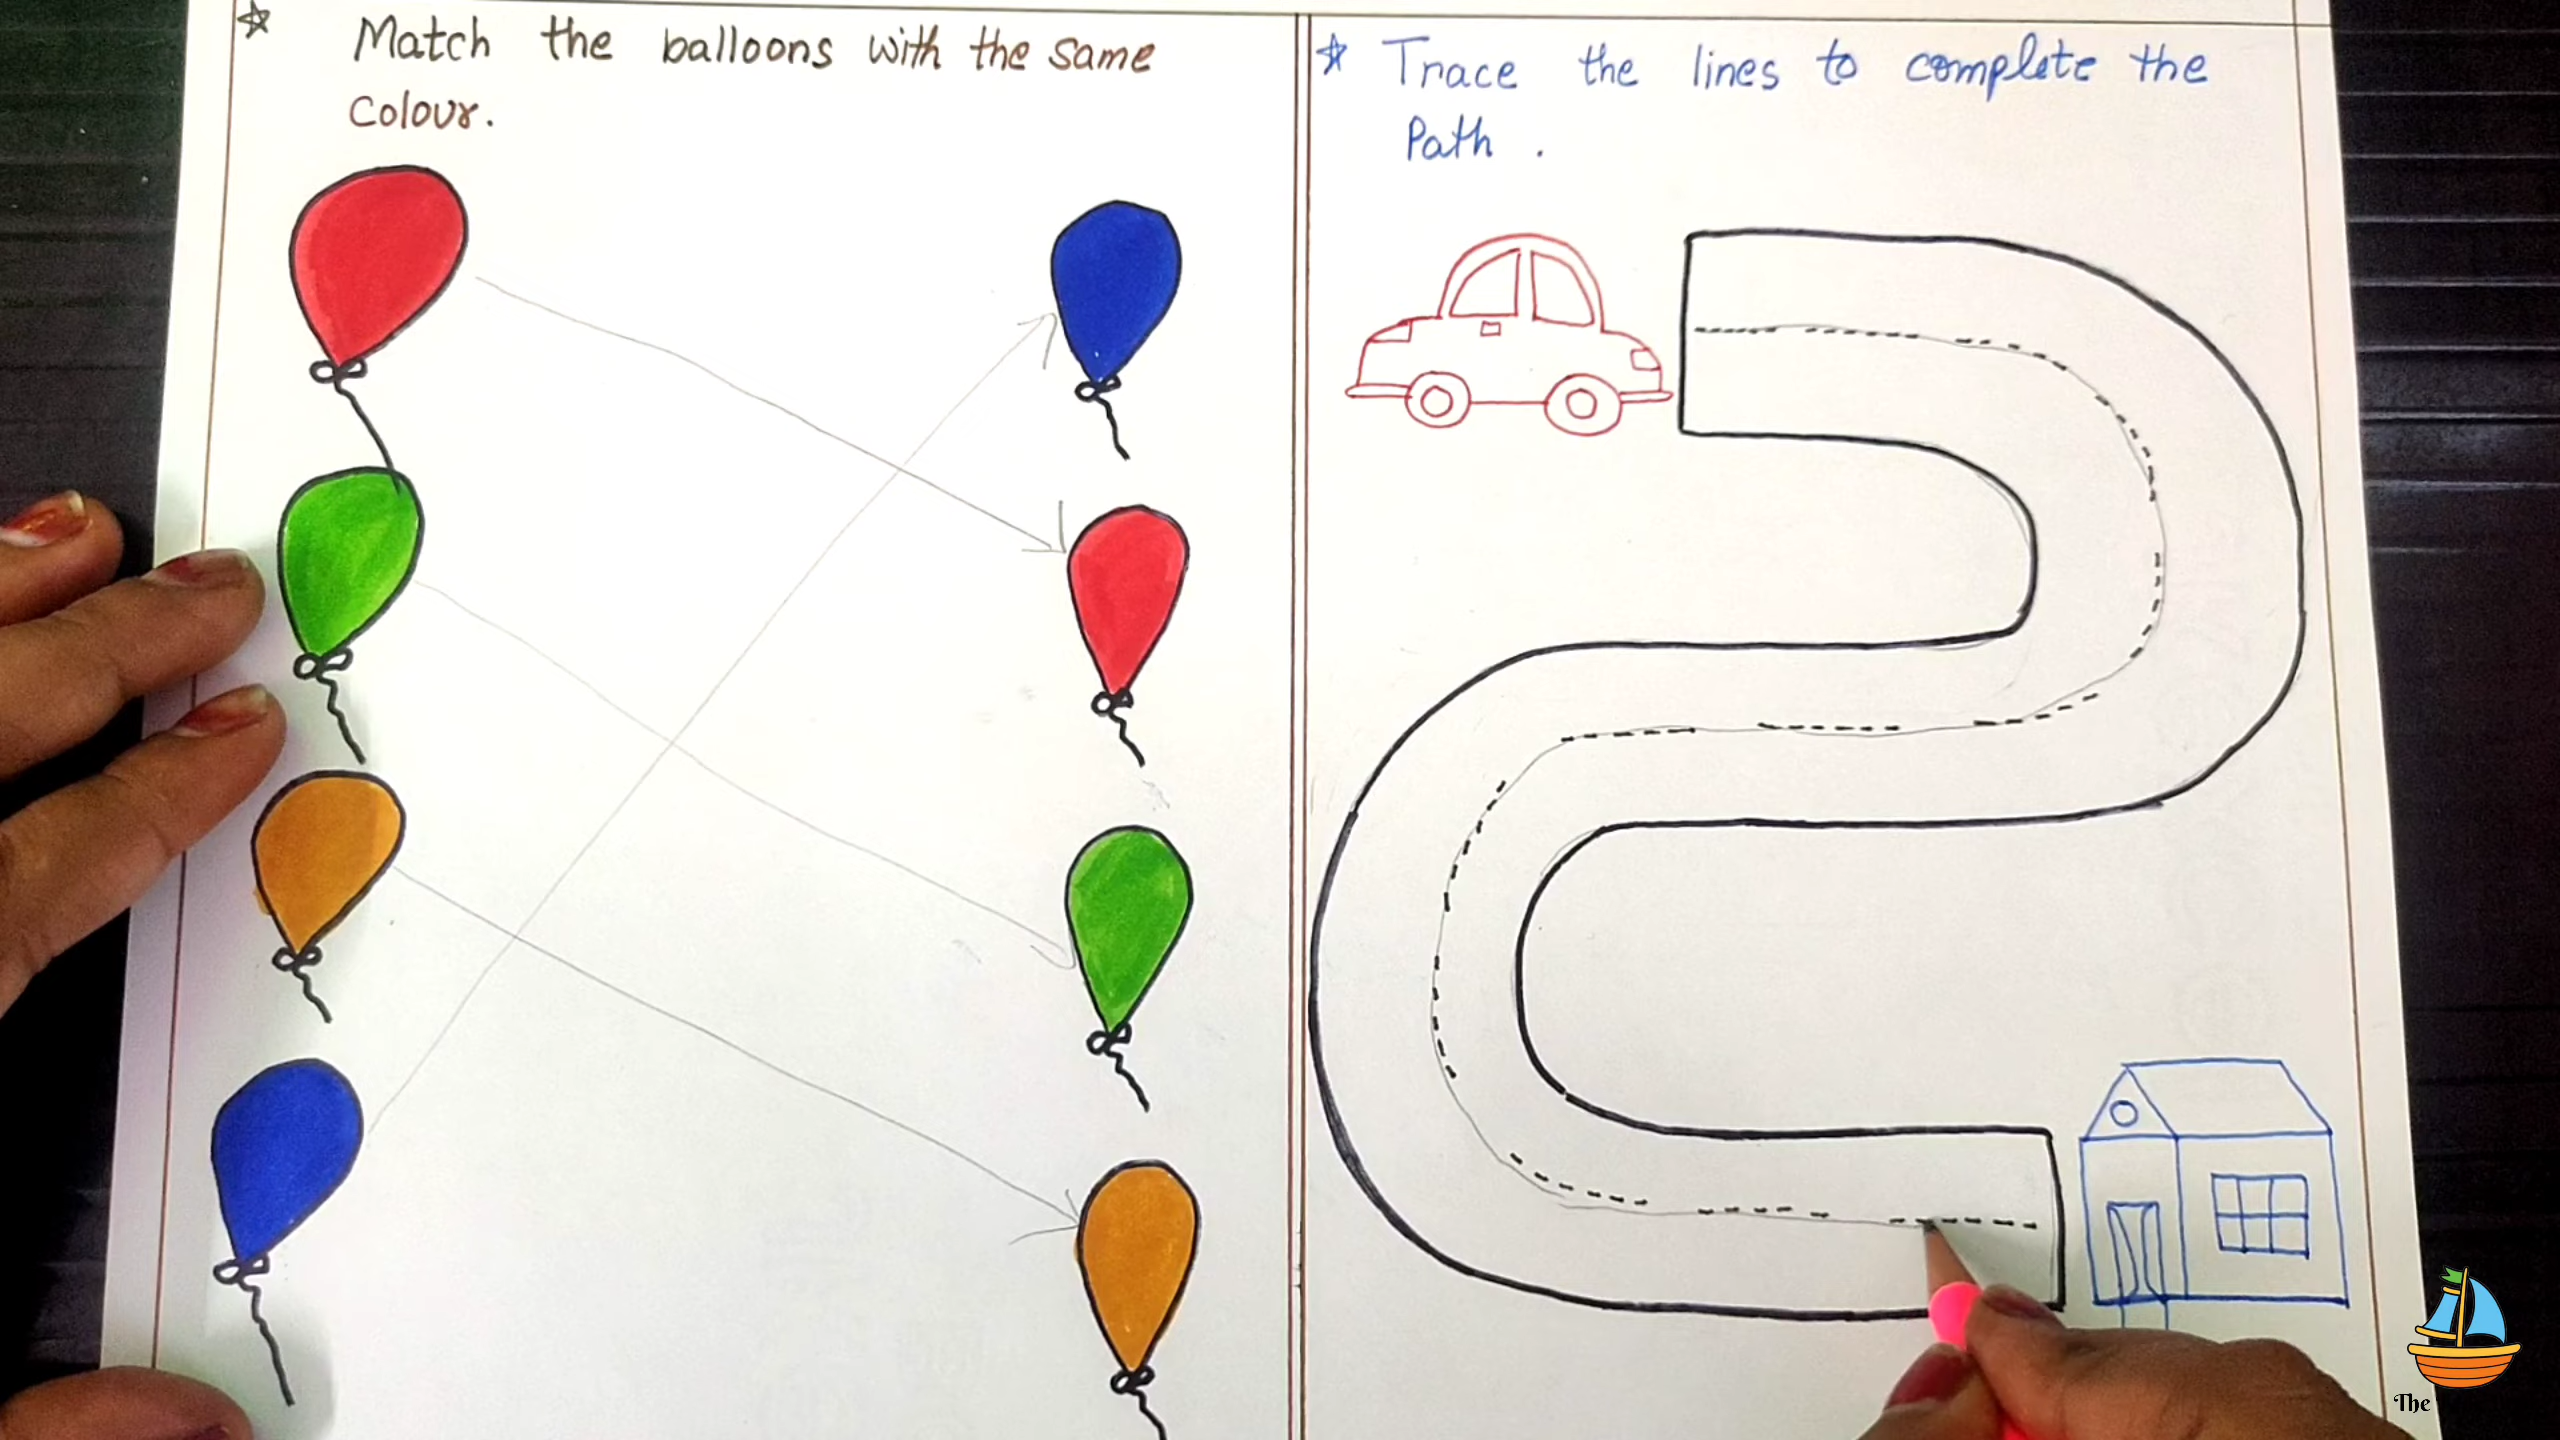 Match the balloons with the same
Colour.
Trace the lines to complete the
Path .
The